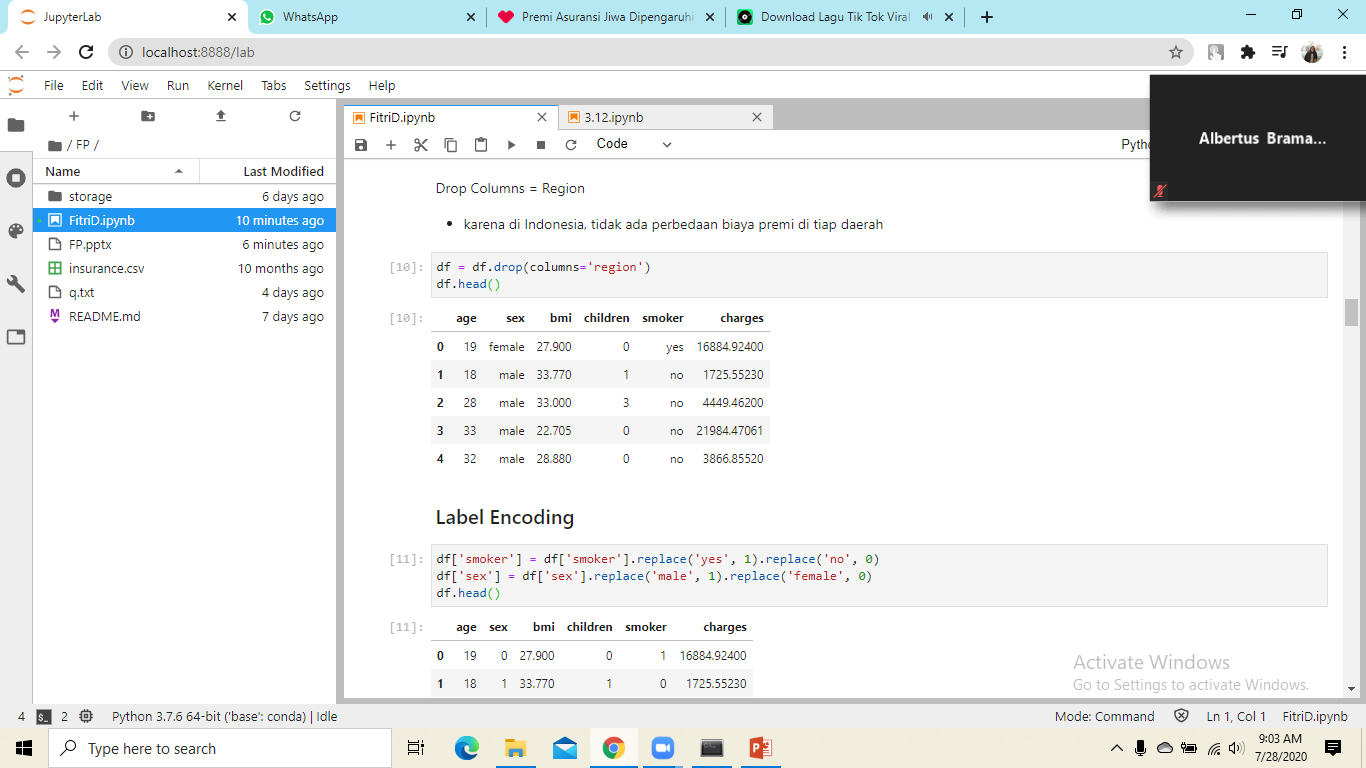 JupyterLab
WhatsApp
Premi Asuransi Jiwa Dipengaruhi
Download Lagu Tik Tok Viral
localhost:8888/lab
File Edit View Run Kernel Tabs Settings Help
Albertus Brama...
/ FP /
Name Last Modified
storage 6 days ago
FitriD.ipynb 10 minutes ago
FP.pptx 6 minutes ago
insurance.csv 10 months ago
q.txt 4 days ago
README.md 7 days ago
FitriD.ipynb
3.12.ipynb
Code
Pytho
Drop Columns = Region
• karena di Indonesia, tidak ada perbedaan biaya premi di tiap daerah
[10]: df = df.drop(columns='region')
df.head()
[10]: age sex bmi children smoker charges
0 19 female 27.900 0 yes 16884.92400
1 18 male 33.770 1 no 1725.55230
2 28 male 33.000 3 no 4449.46200
3 33 male 22.705 0 no 21984.47061
4 32 male 28.880 0 no 3866.85520
Label Encoding
[11]: df['smoker'] = df['smoker'].replace('yes', 1).replace('no', 0)
df['sex'] = df['sex'].replace('male', 1).replace('female', 0)
df.head()
[11]: age sex bmi children smoker charges
0 19 0 27.900 0 1 16884.92400
1 18 1 33.770 1 0 1725.55230
Activate Windows
Go to Settings to activate Windows.
4 2 Python 3.7.6 64-bit ('base': conda) | Idle
Mode: Command Ln 1, Col 1 FitriD.ipynb
Type here to search
9:03 AM
7/28/2020